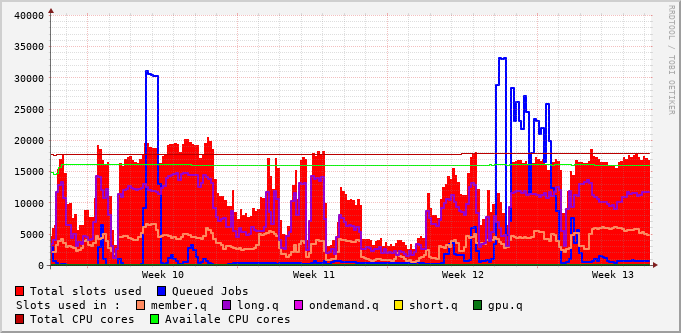 40000
35000
30000
25000
20000
15000
10000
5000
0
Week 10 Week 11 Week 12 Week 13
Total slots used Queued Jobs
Slots used in : member.q long.q ondemand.q short.q gpu.q
Total CPU cores Availale CPU cores
RRDTOOL / TOBI OETIKER